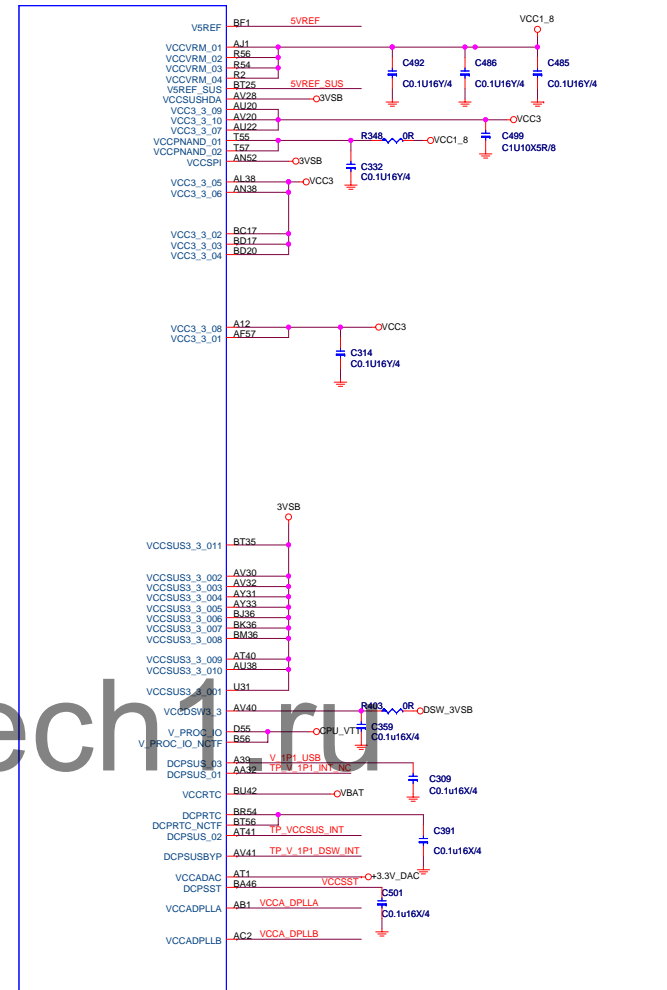 V5REF BF1 5VREF VCC1_8
VCCVRM_01 AJ1
VCCVRM_02 R56 C492 C486 C485
VCCVRM_03 R54
VCCVRM_04 R2 C0.1U16Y/4 C0.1U16Y/4 C0.1U16Y/4
V5REF_SUS BT25 5VREF_SUS
VCCSUSHDA AV28 3VSB
VCC3_3_09 AU20
VCC3_3_10 AV20 VCC3
VCC3_3_07 AU22 C499
VCCPNAND_01 T55 R348 0R VCC1_8
VCCPNAND_02 T57 C1U10X5R/8
VCCSPI AN52 3VSB
C332
C0.1U16Y/4
VCC3_3_05 AL38 VCC3
VCC3_3_06 AN38
VCC3_3_02 BC17
VCC3_3_03 BD17
VCC3_3_04 BD20
VCC3_3_08 A12 VCC3
VCC3_3_01 AF57
C314
C0.1U16Y/4
3VSB
VCCSUS3_3_011 BT35
VCCSUS3_3_002 AV30
VCCSUS3_3_003 AV32
VCCSUS3_3_004 AY31
VCCSUS3_3_005 AY33
VCCSUS3_3_006 BJ36
VCCSUS3_3_007 BK36
VCCSUS3_3_008 BM36
VCCSUS3_3_009 AT40
VCCSUS3_3_010 AU38
VCCSUS3_3_001 U31
VCCDSW3_3 AV40 R403 0R DSW_3VSB
V_PROC_IO D55 CPU_VTT C359
V_PROC_IO_NCTF B56 C0.1u16X/4
ech1.ru
DCPSUS_03 A39 V_1P1_USB
DCPSUS_01 AA32 TP_V_1P1_INT_NC
C309
C0.1u16X/4
VCCRTC BU42 VBAT
DCPRTC BR54
DCPRTC_NCTF BT56
DCPSUS_02 AT41 TP_VCCSUS_INT
C391
C0.1u16X/4
DCPSUSBYP AV41 TP_V_1P1_DSW_INT
VCCADAC AT1 +3.3V_DAC
DCPSST BA46 VCCSST
C501
C0.1u16X/4
VCCADPLLA AB1 VCCA_DPLLA
VCCADPLLB AC2 VCCA_DPLLB